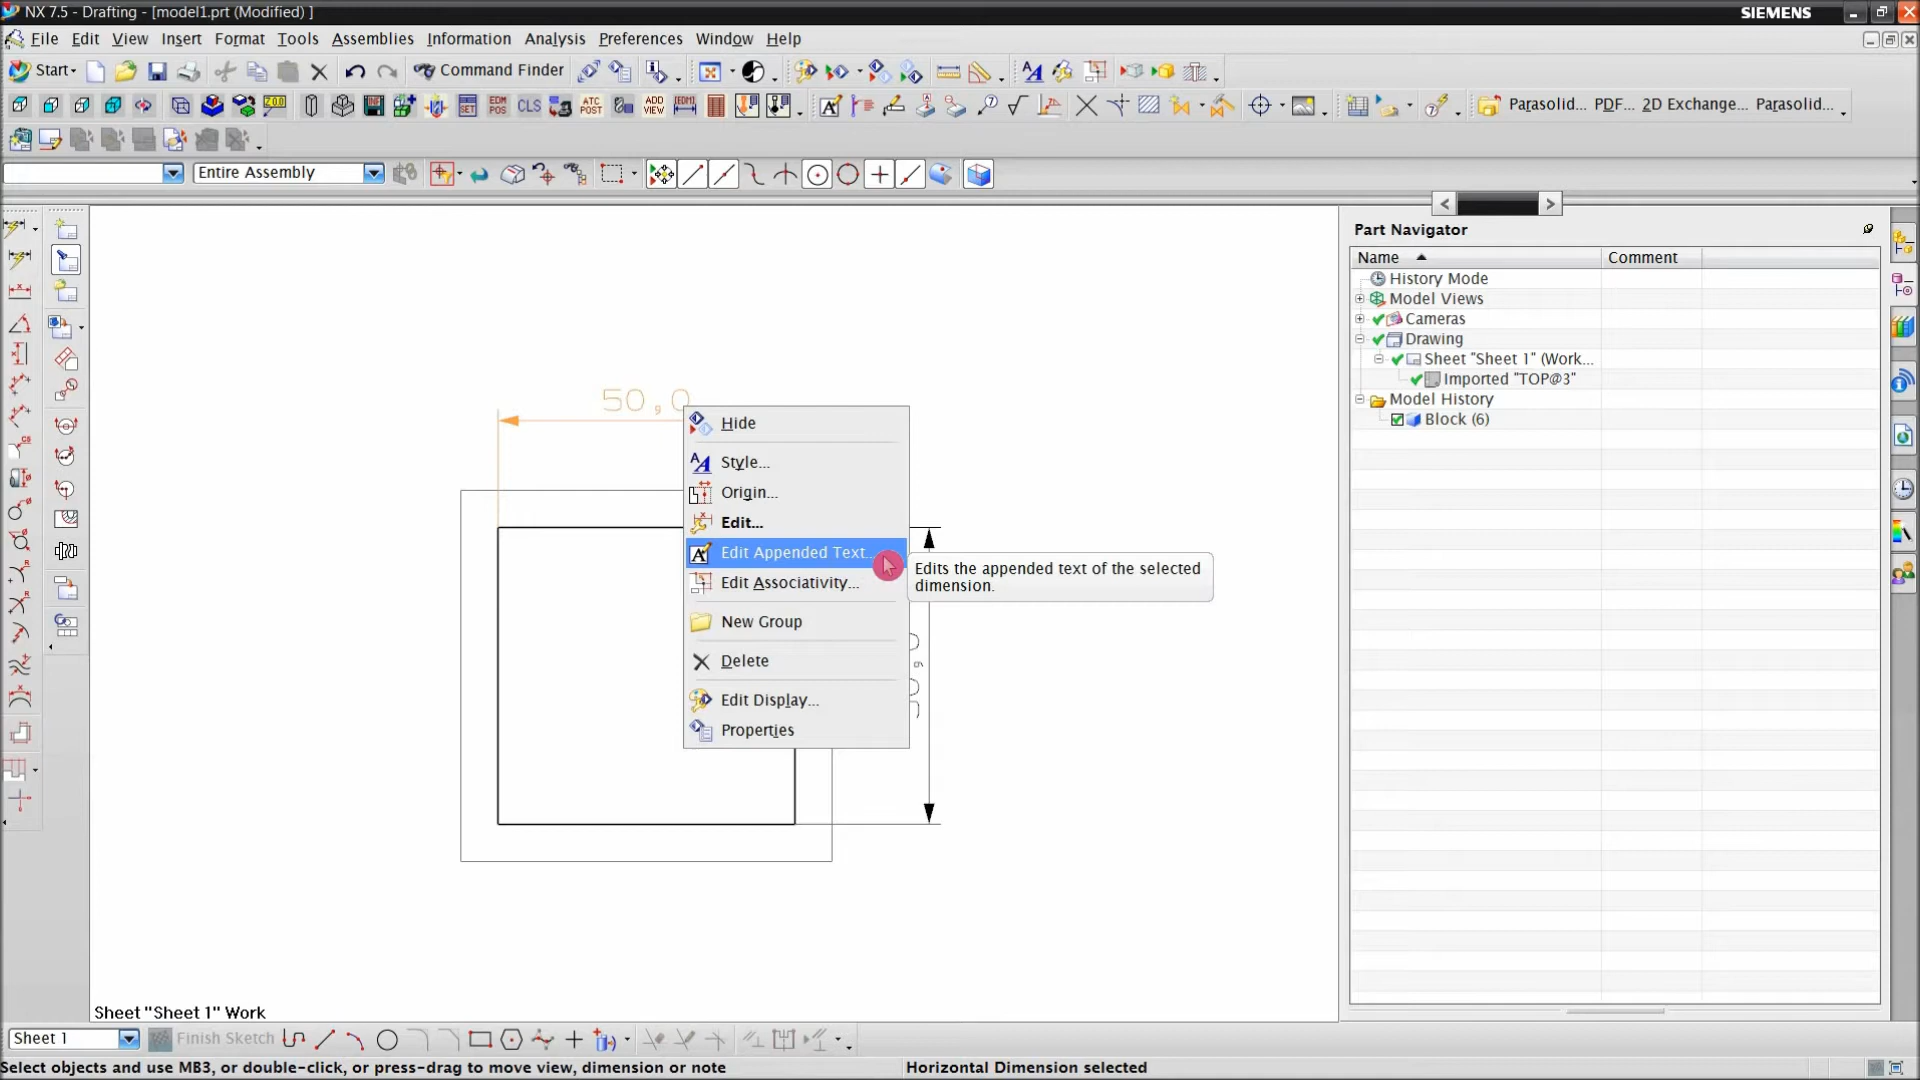 NX 7.5 - Drafting - [model1.prt (Modified) ]
SIEMENS
File Edit View Insert Format Tools Assemblies Information Analysis Preferences Window Help
Start Command Finder
Parasolid... PDF... 2D Exchange... Parasolid...
Entire Assembly
Part Navigator
Name Comment
History Mode
Model Views
Cameras
Drawing
Sheet "Sheet 1" (Work...
Imported "TOP@3"
Model History
Block (6)
50,0
Hide
Style...
Origin...
Edit...
Edit Appended Text...
Edit Associativity...
New Group
Delete
Edit Display...
Properties
Edits the appended text of the selected
dimension.
Sheet "Sheet 1" Work
Sheet 1
Finish Sketch
Select objects and use MB3, or double-click, or press-drag to move view, dimension or note
Horizontal Dimension selected